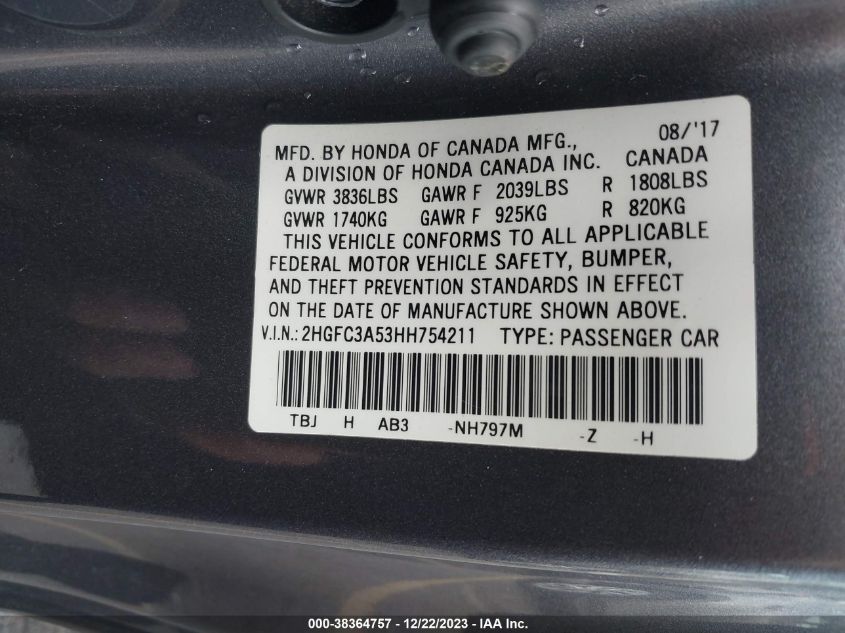 08/'17
MFD. BY HONDA OF CANADA MFG.,
A DIVISION OF HONDA CANADA INC. CANADA
GVWR 3836LBS GAWR F 2039LBS R 1808LBS
GVWR 1740KG GAWR F 925KG R 820KG
THIS VEHICLE CONFORMS TO ALL APPLICABLE
FEDERAL MOTOR VEHICLE SAFETY, BUMPER,
AND THEFT PREVENTION STANDARDS IN EFFECT
ON THE DATE OF MANUFACTURE SHOWN ABOVE.
V.I.N.: 2HGFC3A53HH754211 TYPE: PASSENGER CAR
TBJ H AB3 -NH797M -Z -H
000-38364757 - 12/22/2023 - IAA Inc.